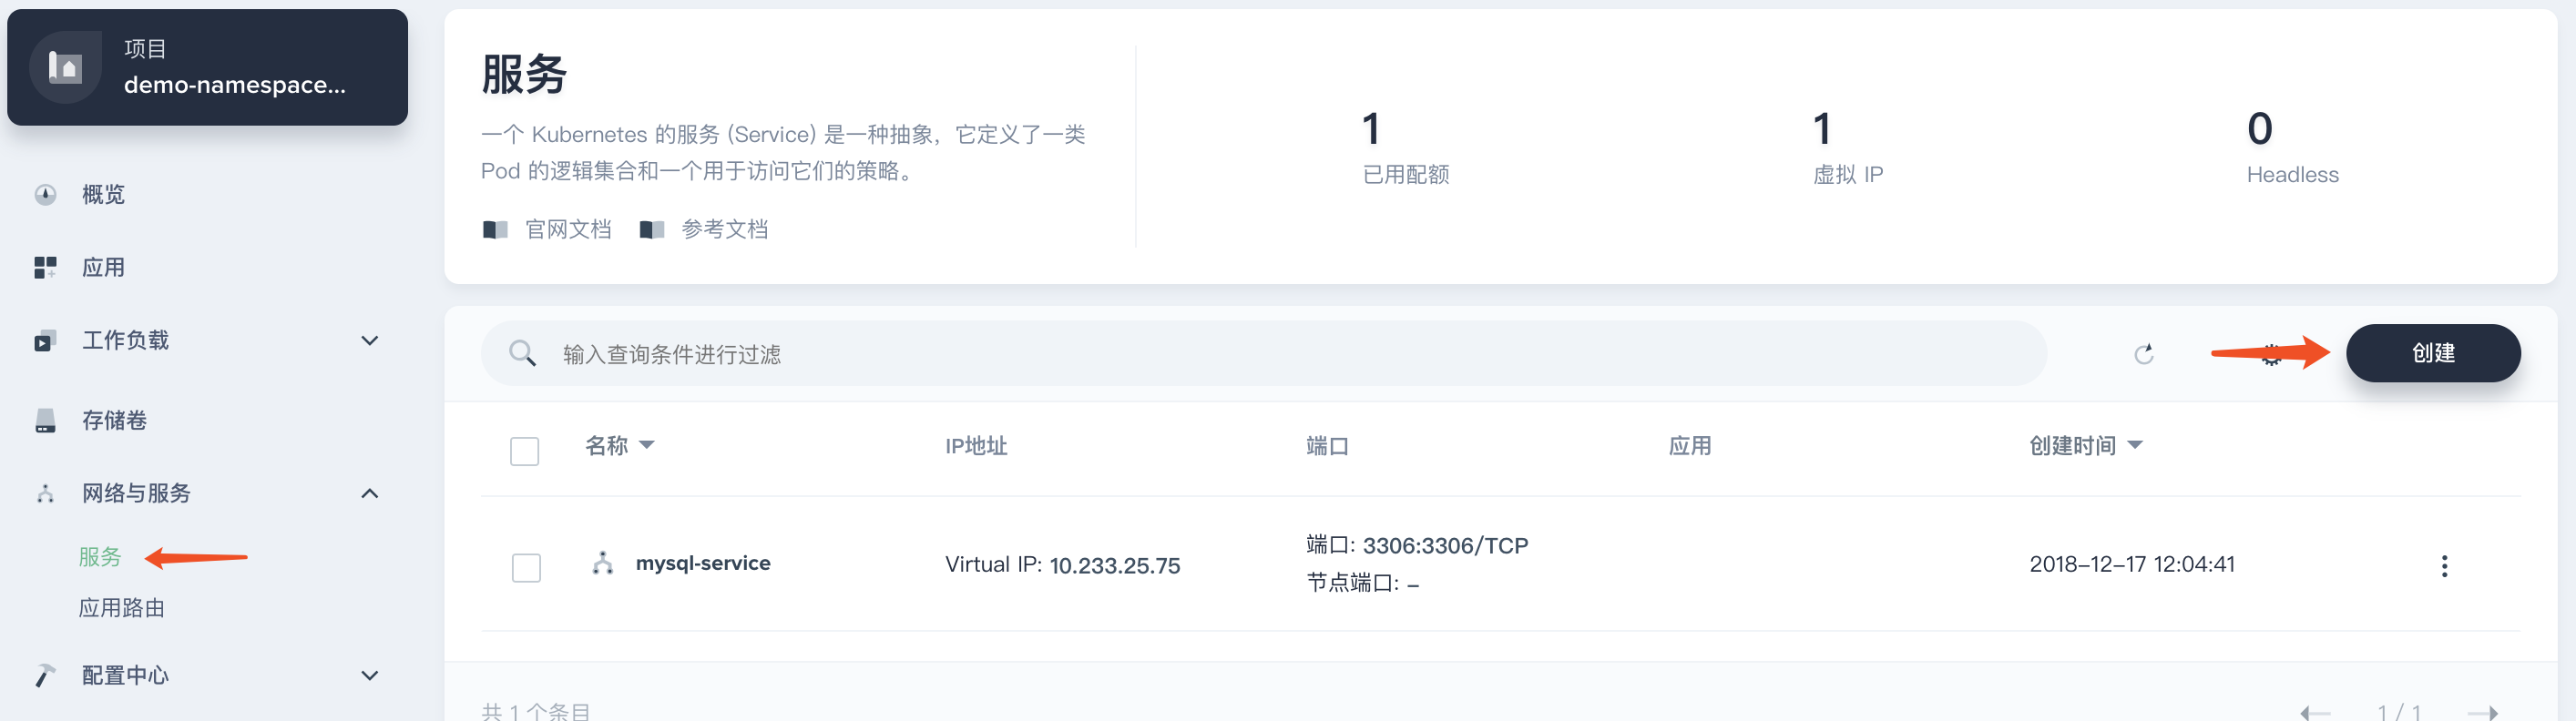 项目
demo-namespace...
概览
应用
工作负载
存储卷
网络与服务
服务
应用路由
配置中心
服务
一个 Kubernetes 的服务 (Service) 是一种抽象，它定义了一类
Pod 的逻辑集合和一个用于访问它们的策略。
官网文档 参考文档
1
已用配额
1
虚拟 IP
0
Headless
输入查询条件进行过滤
创建
名称 IP地址 端口 应用 创建时间
mysql-service Virtual IP: 10.233.25.75 端口: 3306:3306/TCP 2018-12-17 12:04:41
节点端口: -
共 1 个条目
1 / 1